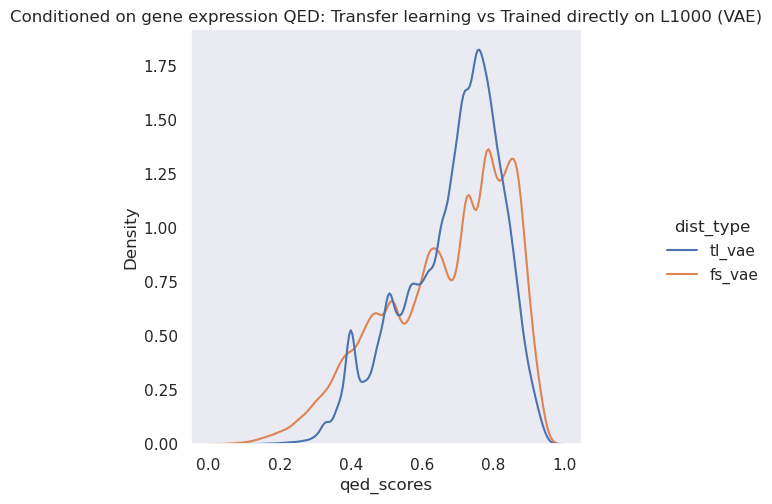 Conditioned on gene expression QED: Transfer learning vs Trained directly on L1000 (VAE)
1.75
1.50
1.25
1.00
0.75
0.50
0.25
0.00
Density
0.0 0.2 0.4 0.6 0.8 1.0
qed_scores
dist_type
tl_vae
fs_vae